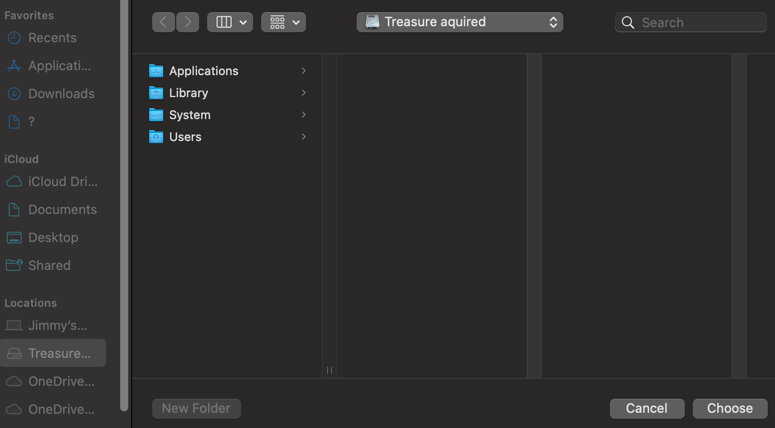 Favorites
Recents
Applicati...
Downloads
?
iCloud
iCloud Dri...
Documents
Desktop
Shared
Locations
Jimmy's...
Treasure...
OneDrive...
OneDrive...
Treasure aquired
Search
Applications
Library
System
Users
New Folder
Cancel
Choose